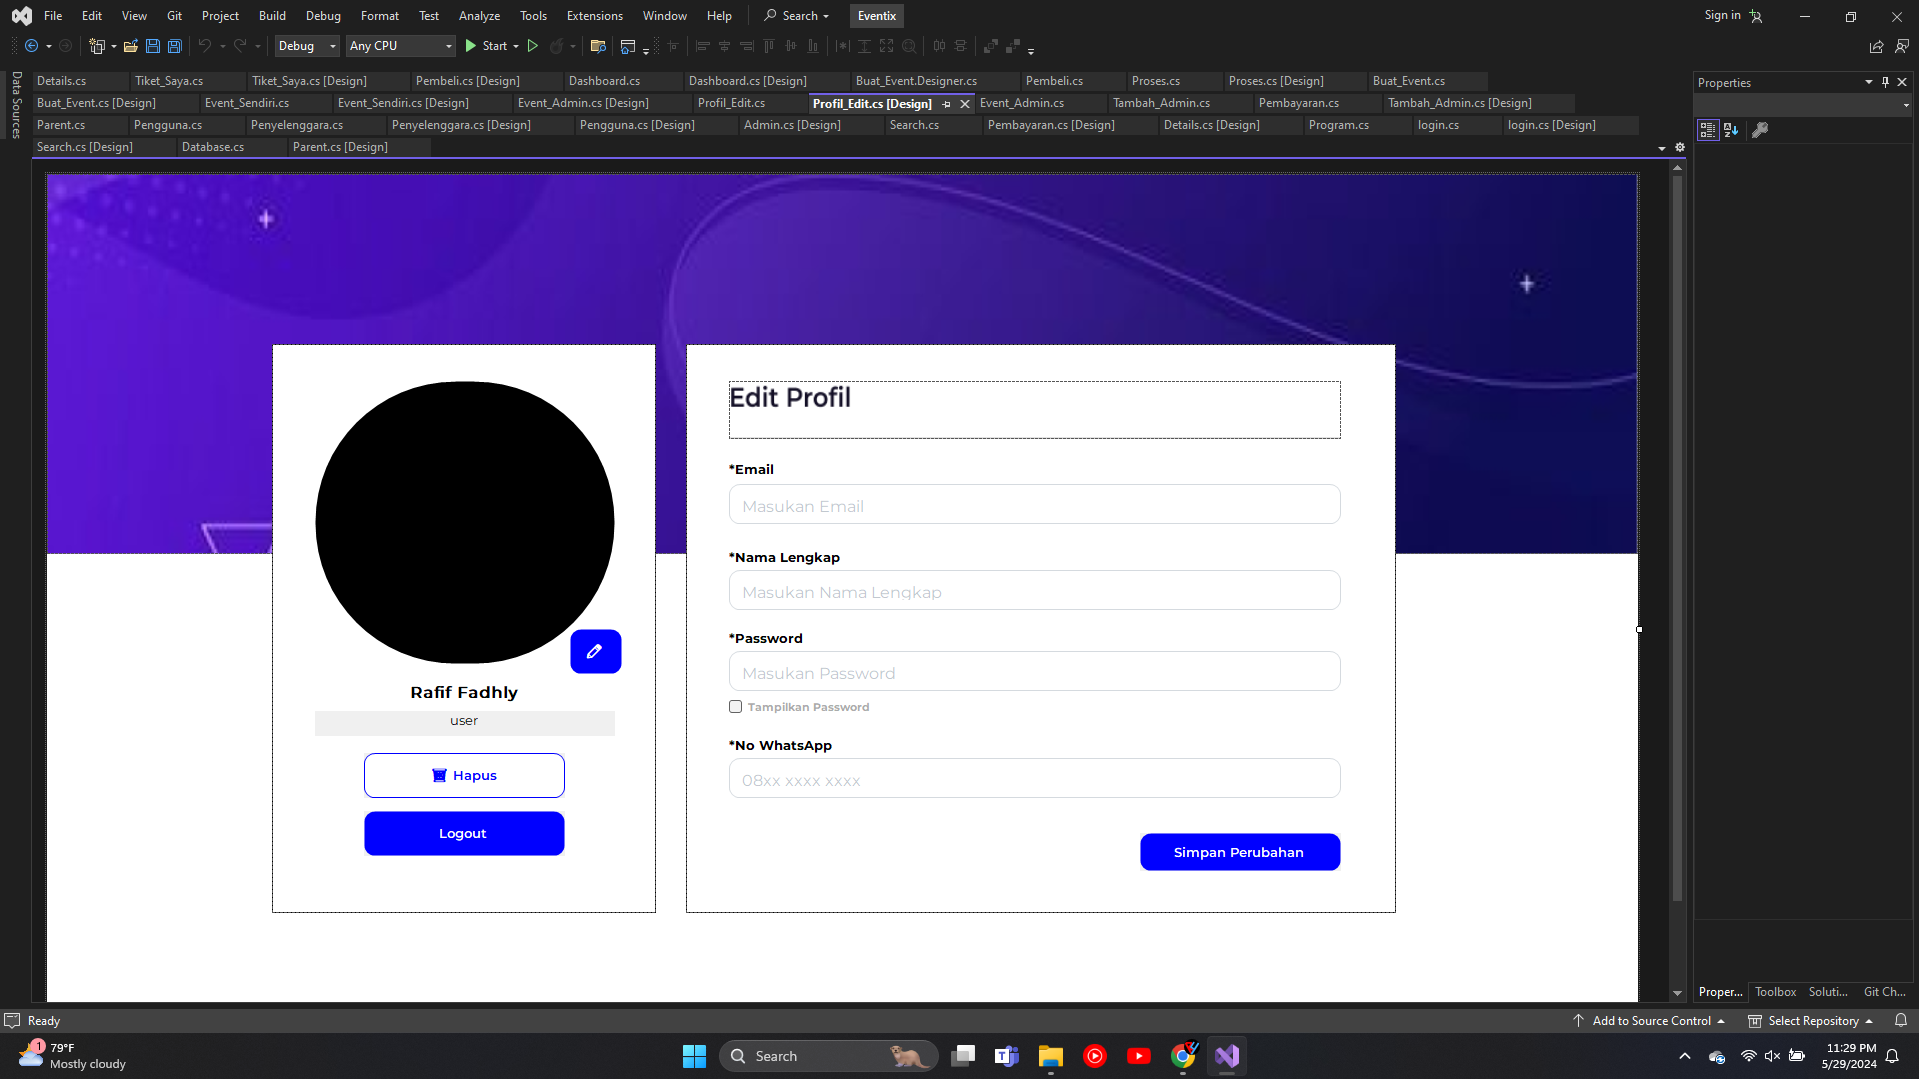 File Edit View Git Project Build Debug Format Test Analyze Tools Extensions Window Help Search Eventix Sign in
Debug Any CPU Start
Data Sources
Details.cs Tiket_Saya.cs Tiket_Saya.cs [Design] Pembeli.cs [Design] Dashboard.cs Dashboard.cs [Design] Buat_Event.Designer.cs Pembeli.cs Proses.cs Proses.cs [Design] Buat_Event.cs
Buat_Event.cs [Design] Event_Sendiri.cs Event_Sendiri.cs [Design] Event_Admin.cs [Design] Profil_Edit.cs Profil_Edit.cs [Design] Event_Admin.cs Tambah_Admin.cs Pembayaran.cs Tambah_Admin.cs [Design]
Parent.cs Pengguna.cs Penyelenggara.cs Penyelenggara.cs [Design] Pengguna.cs [Design] Admin.cs [Design] Search.cs Pembayaran.cs [Design] Details.cs [Design] Program.cs login.cs login.cs [Design]
Search.cs [Design] Database.cs Parent.cs [Design]
Properties
Rafif Fadhly
user
Hapus
Logout
Edit Profil
*Email
Masukan Email
*Nama Lengkap
Masukan Nama Lengkap
*Password
Masukan Password
Tampilkan Password
*No WhatsApp
08xx xxxx xxxx
Simpan Perubahan
Proper... Toolbox Soluti... Git Ch...
Ready Add to Source Control Select Repository
1
79°F
Mostly cloudy
Search
11:29 PM
5/29/2024